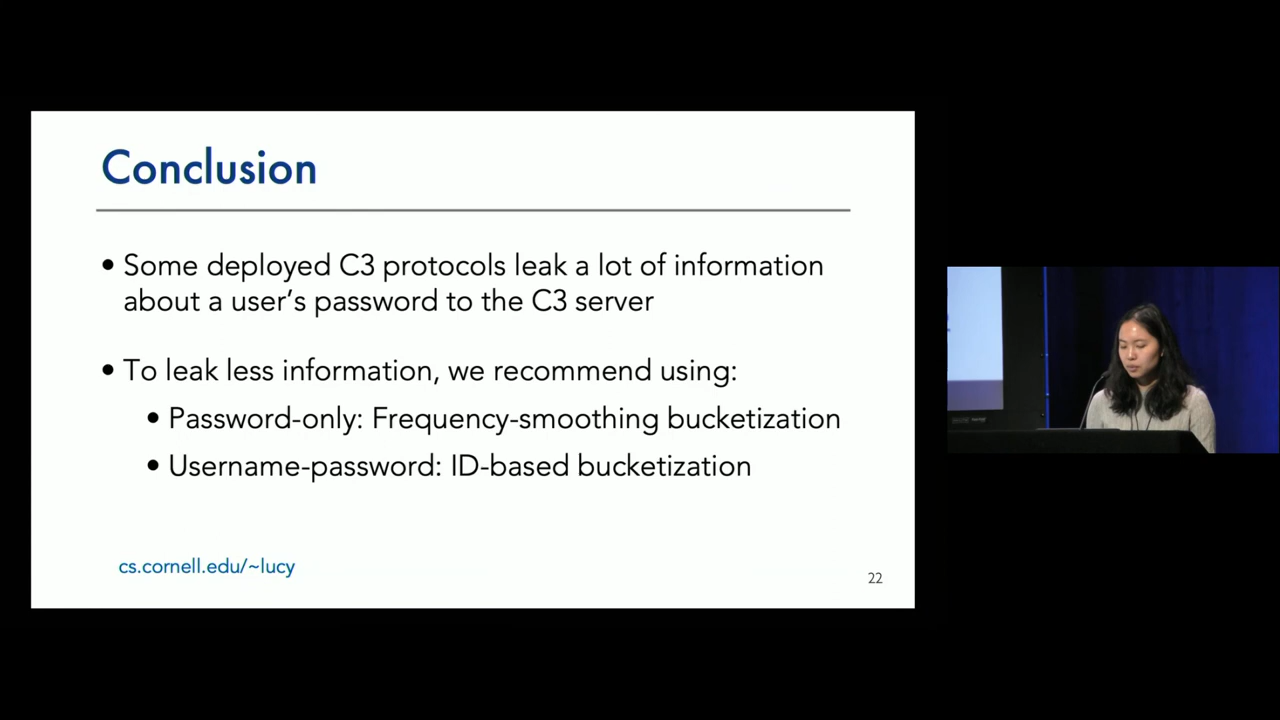 Conclusion
• Some deployed C3 protocols leak a lot of information
about a user's password to the C3 server
• To leak less information, we recommend using:
• Password-only: Frequency-smoothing bucketization
• Username-password: ID-based bucketization
cs.cornell.edu/~lucy
22